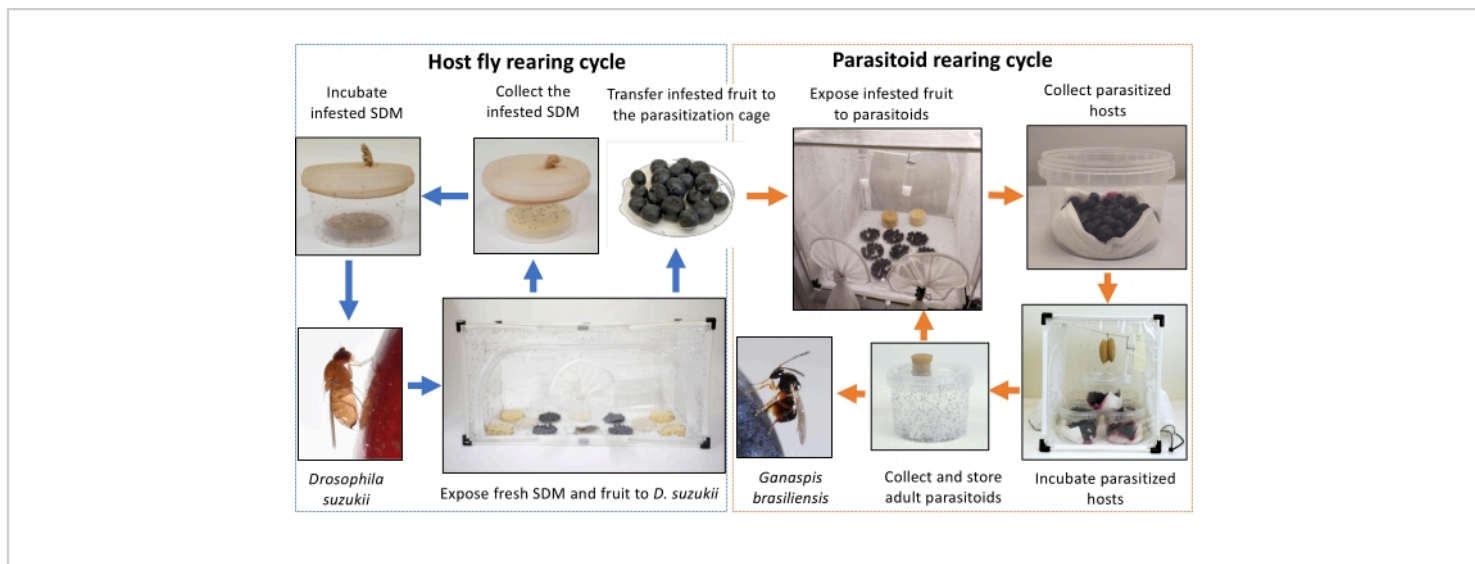 Host fly rearing cycle
Incubate
infested SDM
Collect the
infested SDM
Transfer infested fruit to
the parasitization cage
Drosophila
suzukii
Expose fresh SDM and fruit to D. suzukii
Parasitoid rearing cycle
Expose infested fruit
to parasitoids
Collect parasitized
hosts
Ganaspis
brasiliensis
Collect and store
adult parasitoids
Incubate parasitized
hosts